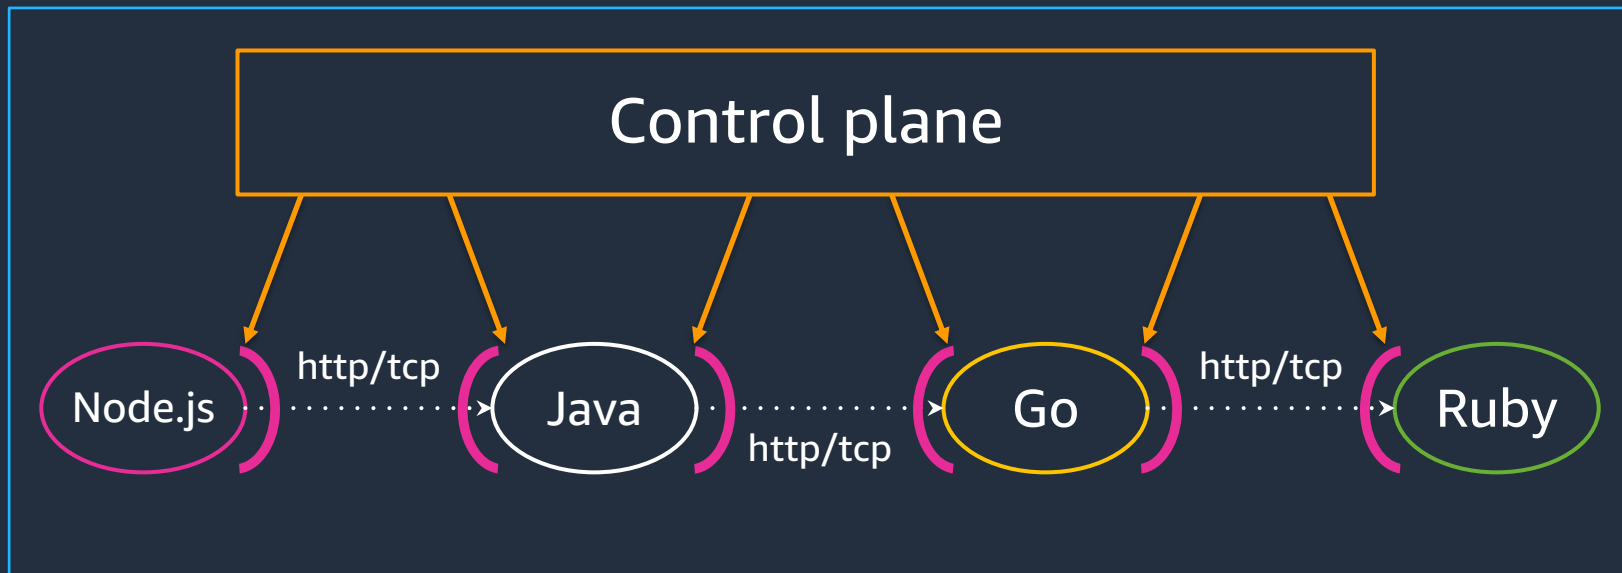 Control plane
http/tcp
http/tcp
Node.js
Java
Go
Ruby
http/tcp